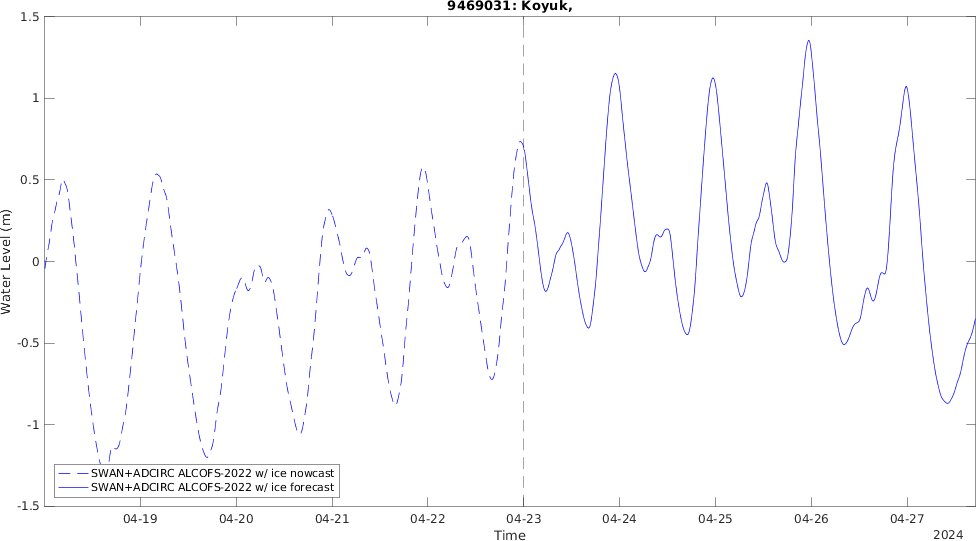 9469031: Koyuk,
1.5
1
0.5
0
-0.5
-1
-1.5
Water Level (m)
SWAN+ADCIRC ALCOFS-2022 w/ ice nowcast
SWAN+ADCIRC ALCOFS-2022 w/ ice forecast
04-19 04-20 04-21 04-22 04-23 04-24 04-25 04-26 04-27
Time
2024